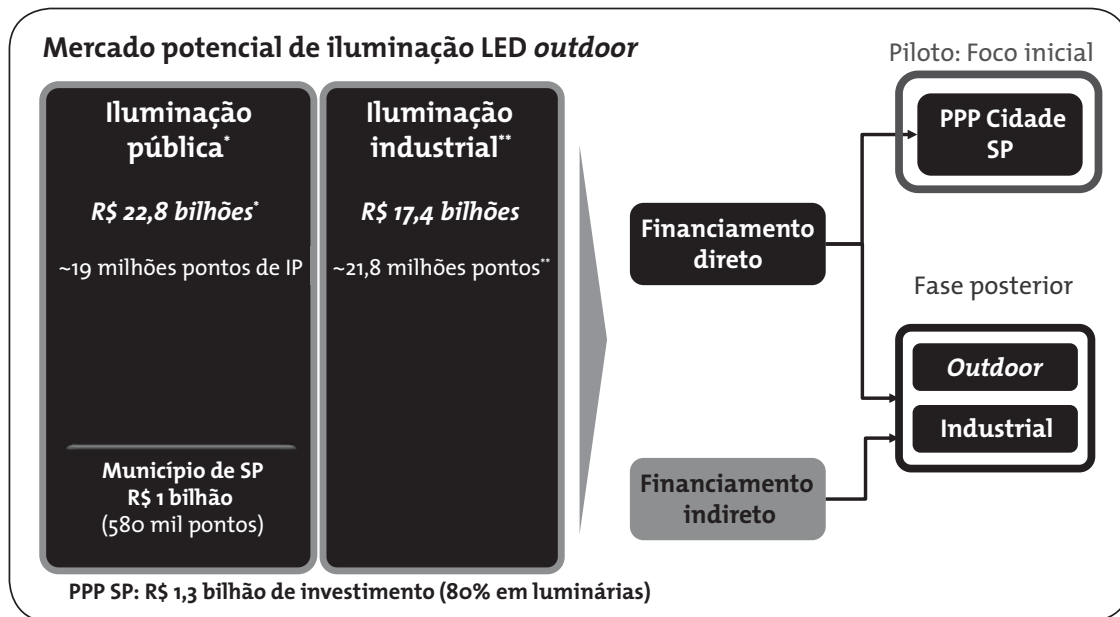 Mercado potencial de iluminação LED outdoor
Iluminação
pública*
R$ 22,8 bilhões*
~19 milhões pontos de IP
Município de SP
R$ 1 bilhão
(580 mil pontos)
Iluminação
industrial**
R$ 17,4 bilhões
~21,8 milhões pontos**
PPP SP: R$ 1,3 bilhão de investimento (80% em luminárias)
Financiamento
direto
Financiamento
indireto
Piloto: Foco inicial
PPP Cidade
SP
Fase posterior
Outdoor
Industrial